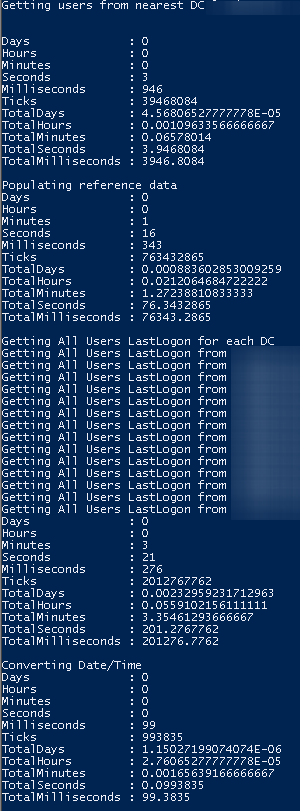 Getting users from nearest DC
Days : 0
Hours : 0
Minutes : 0
Seconds : 3
Milliseconds : 946
Ticks : 39468084
TotalDays : 4.56806527777778E-05
TotalHours : 0.00109633566666667
TotalMinutes : 0.06578014
TotalSeconds : 3.9468084
TotalMilliseconds : 3946.8084
Populating reference data
Days : 0
Hours : 0
Minutes : 1
Seconds : 16
Milliseconds : 343
Ticks : 763432865
TotalDays : 0.000883602853009259
TotalHours : 0.0212064684722222
TotalMinutes : 1.27238810833333
TotalSeconds : 76.3432865
TotalMilliseconds : 76343.2865
Getting All Users LastLogon for each DC
Getting All Users LastLogon from
Getting All Users LastLogon from
Getting All Users LastLogon from
Getting All Users LastLogon from
Getting All Users LastLogon from
Getting All Users LastLogon from
Getting All Users LastLogon from
Getting All Users LastLogon from
Getting All Users LastLogon from
Getting All Users LastLogon from
Getting All Users LastLogon from
Getting All Users LastLogon from
Getting All Users LastLogon from
Getting All Users LastLogon from
Days : 0
Hours : 0
Minutes : 3
Seconds : 21
Milliseconds : 276
Ticks : 2012767762
TotalDays : 0.00232959231712963
TotalHours : 0.0559102156111111
TotalMinutes : 3.35461293666667
TotalSeconds : 201.2767762
TotalMilliseconds : 201276.7762
Converting Date/Time
Days : 0
Hours : 0
Minutes : 0
Seconds : 0
Milliseconds : 99
Ticks : 993835
TotalDays : 1.15027199074074E-06
TotalHours : 2.76065277777778E-05
TotalMinutes : 0.00165639166666667
TotalSeconds : 0.0993835
TotalMilliseconds : 99.3835